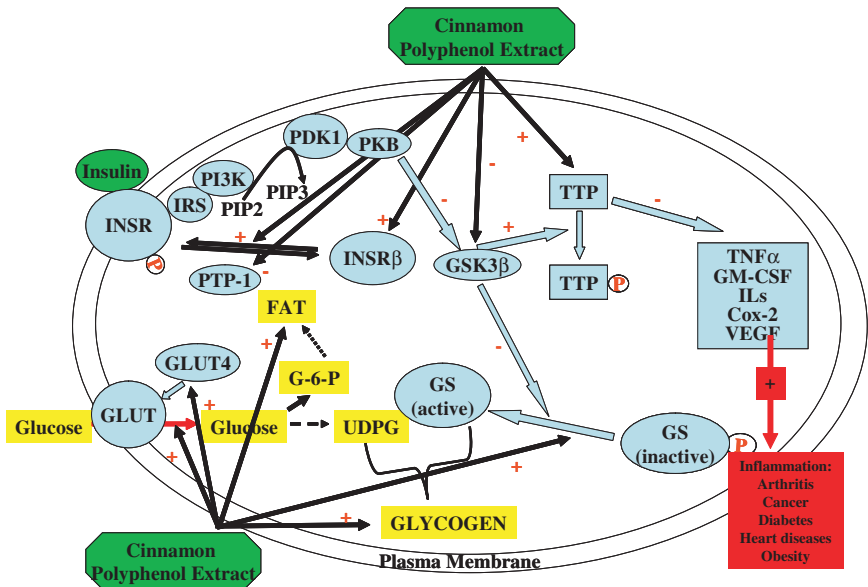 Cinnamon
Polyphenol Extract
PDK1
PKB
+
Insulin
PI3K
-
TTP
-
IRS
PIP2
PIP3
-
INSR
+
+
+
TNFα
GM-CSF
ILs
Cox-2
VEGF
P
PTP-1
-
INSRβ
GSK3β
TTP
P
FAT
+
GLUT4
G-6-P
-
GS
(active)
+
+
Glucose
GLUT
Glucose
UDPG
GS
(inactive)
P
+
+
Inflammation:
Arthritis
Cancer
Diabetes
Heart diseases
Obesity
+
GLYCOGEN
Cinnamon
Polyphenol Extract
Plasma Membrane